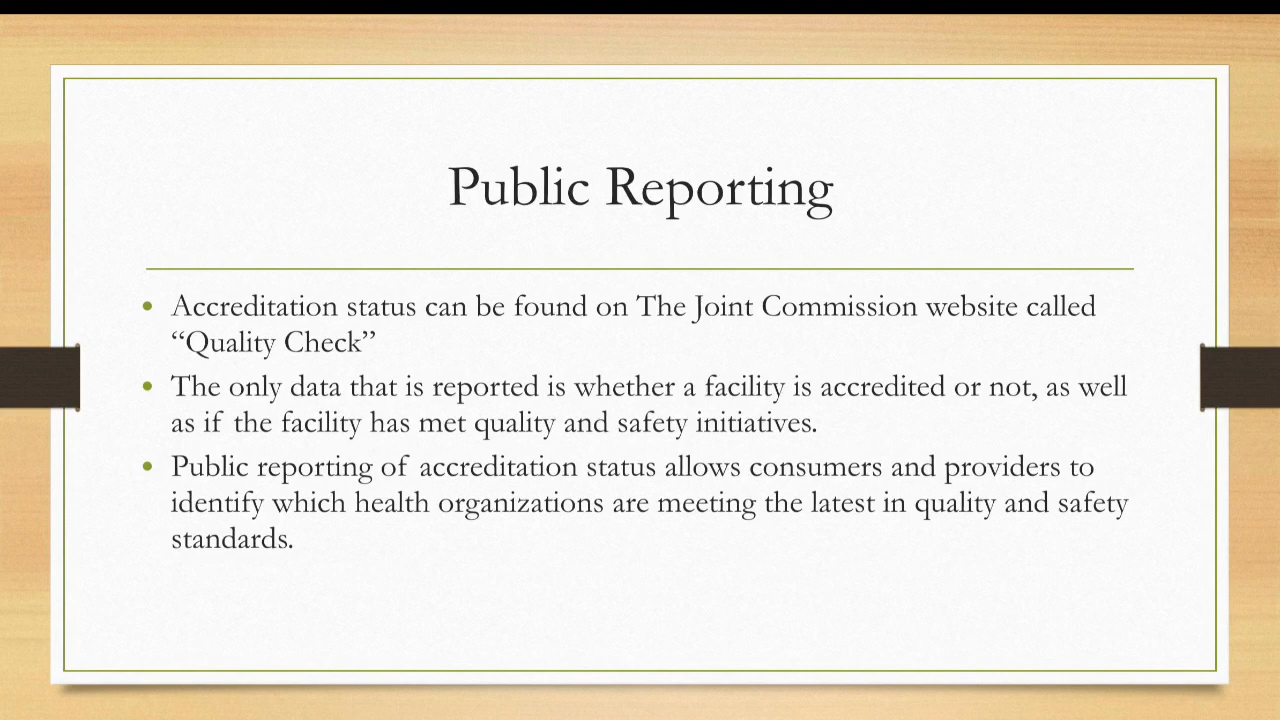 Public Reporting
• Accreditation status can be found on The Joint Commission website called
“Quality Check”
• The only data that is reported is whether a facility is accredited or not, as well
as if the facility has met quality and safety initiatives.
• Public reporting of accreditation status allows consumers and providers to
identify which health organizations are meeting the latest in quality and safety
standards.